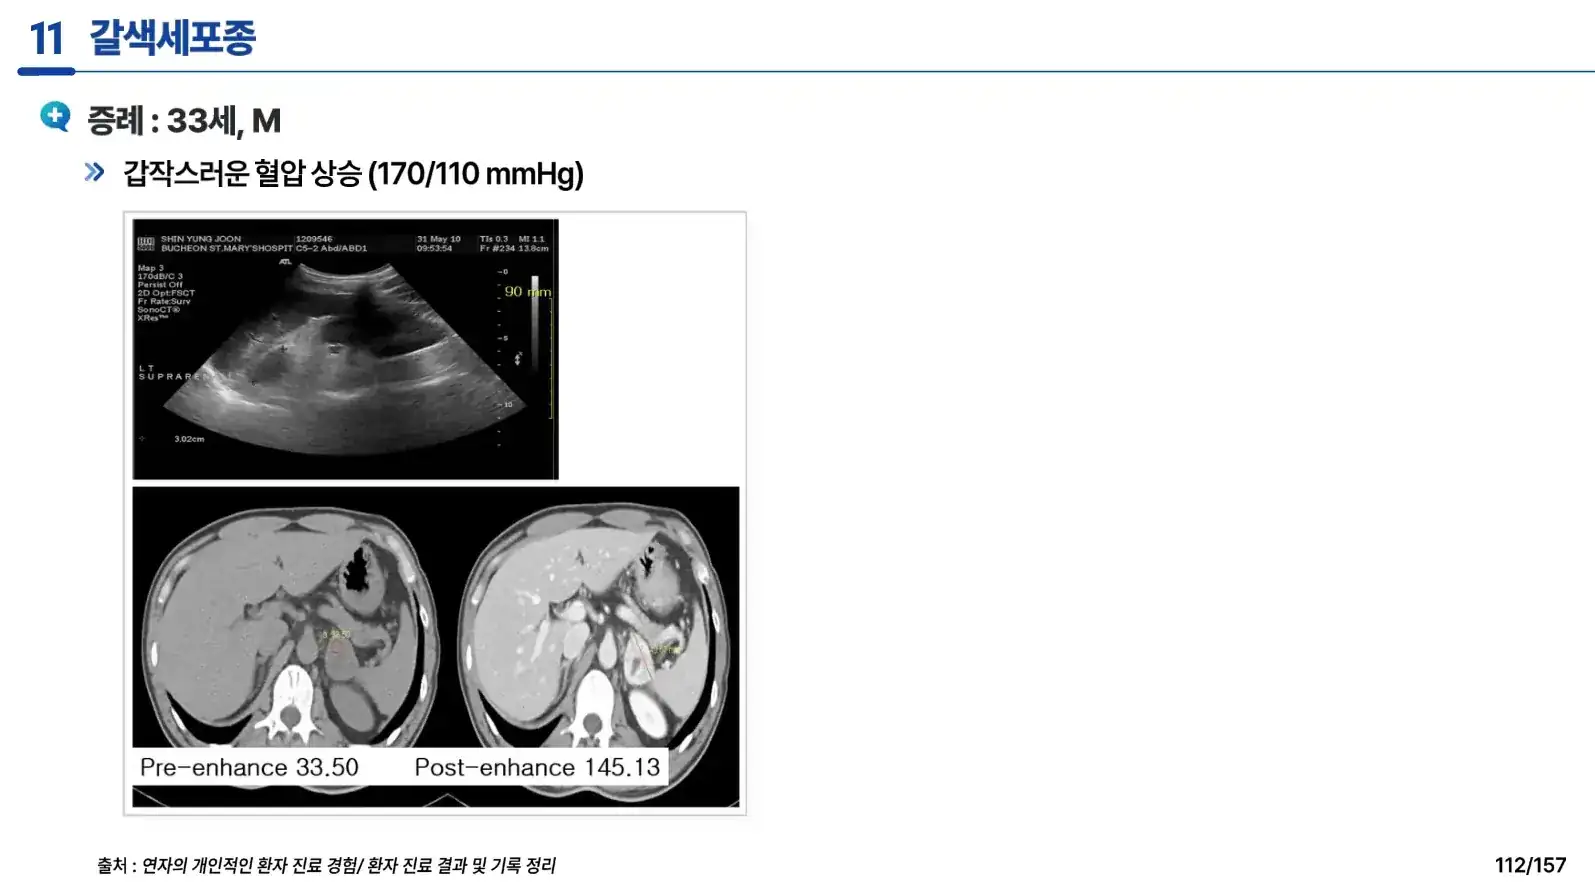 11 갈색세포종
증례 : 33세, M
갑작스러운 혈압 상승 (170/110 mmHg)
SHIN YUNG JOON 1209546 31 May 10 TIs 0.3 MI 1.1
BUCHEON ST.MARY'SHOSPIT C5-2 Abd/ABD1 09:53:54 Fr #234 13.8cm
ATL
Map 3
170dB/C 3
Persist Off
2D Opt:FSCT
Fr Rate:Surv
SonoCT®
XRes™
0
90 mm
5
LT
10
3.02cm
Pre-enhance 33.50 Post-enhance 145.13
출처 : 연자의 개인적인 환자 진료 경험/ 환자 진료 결과 및 기록 정리
112/157